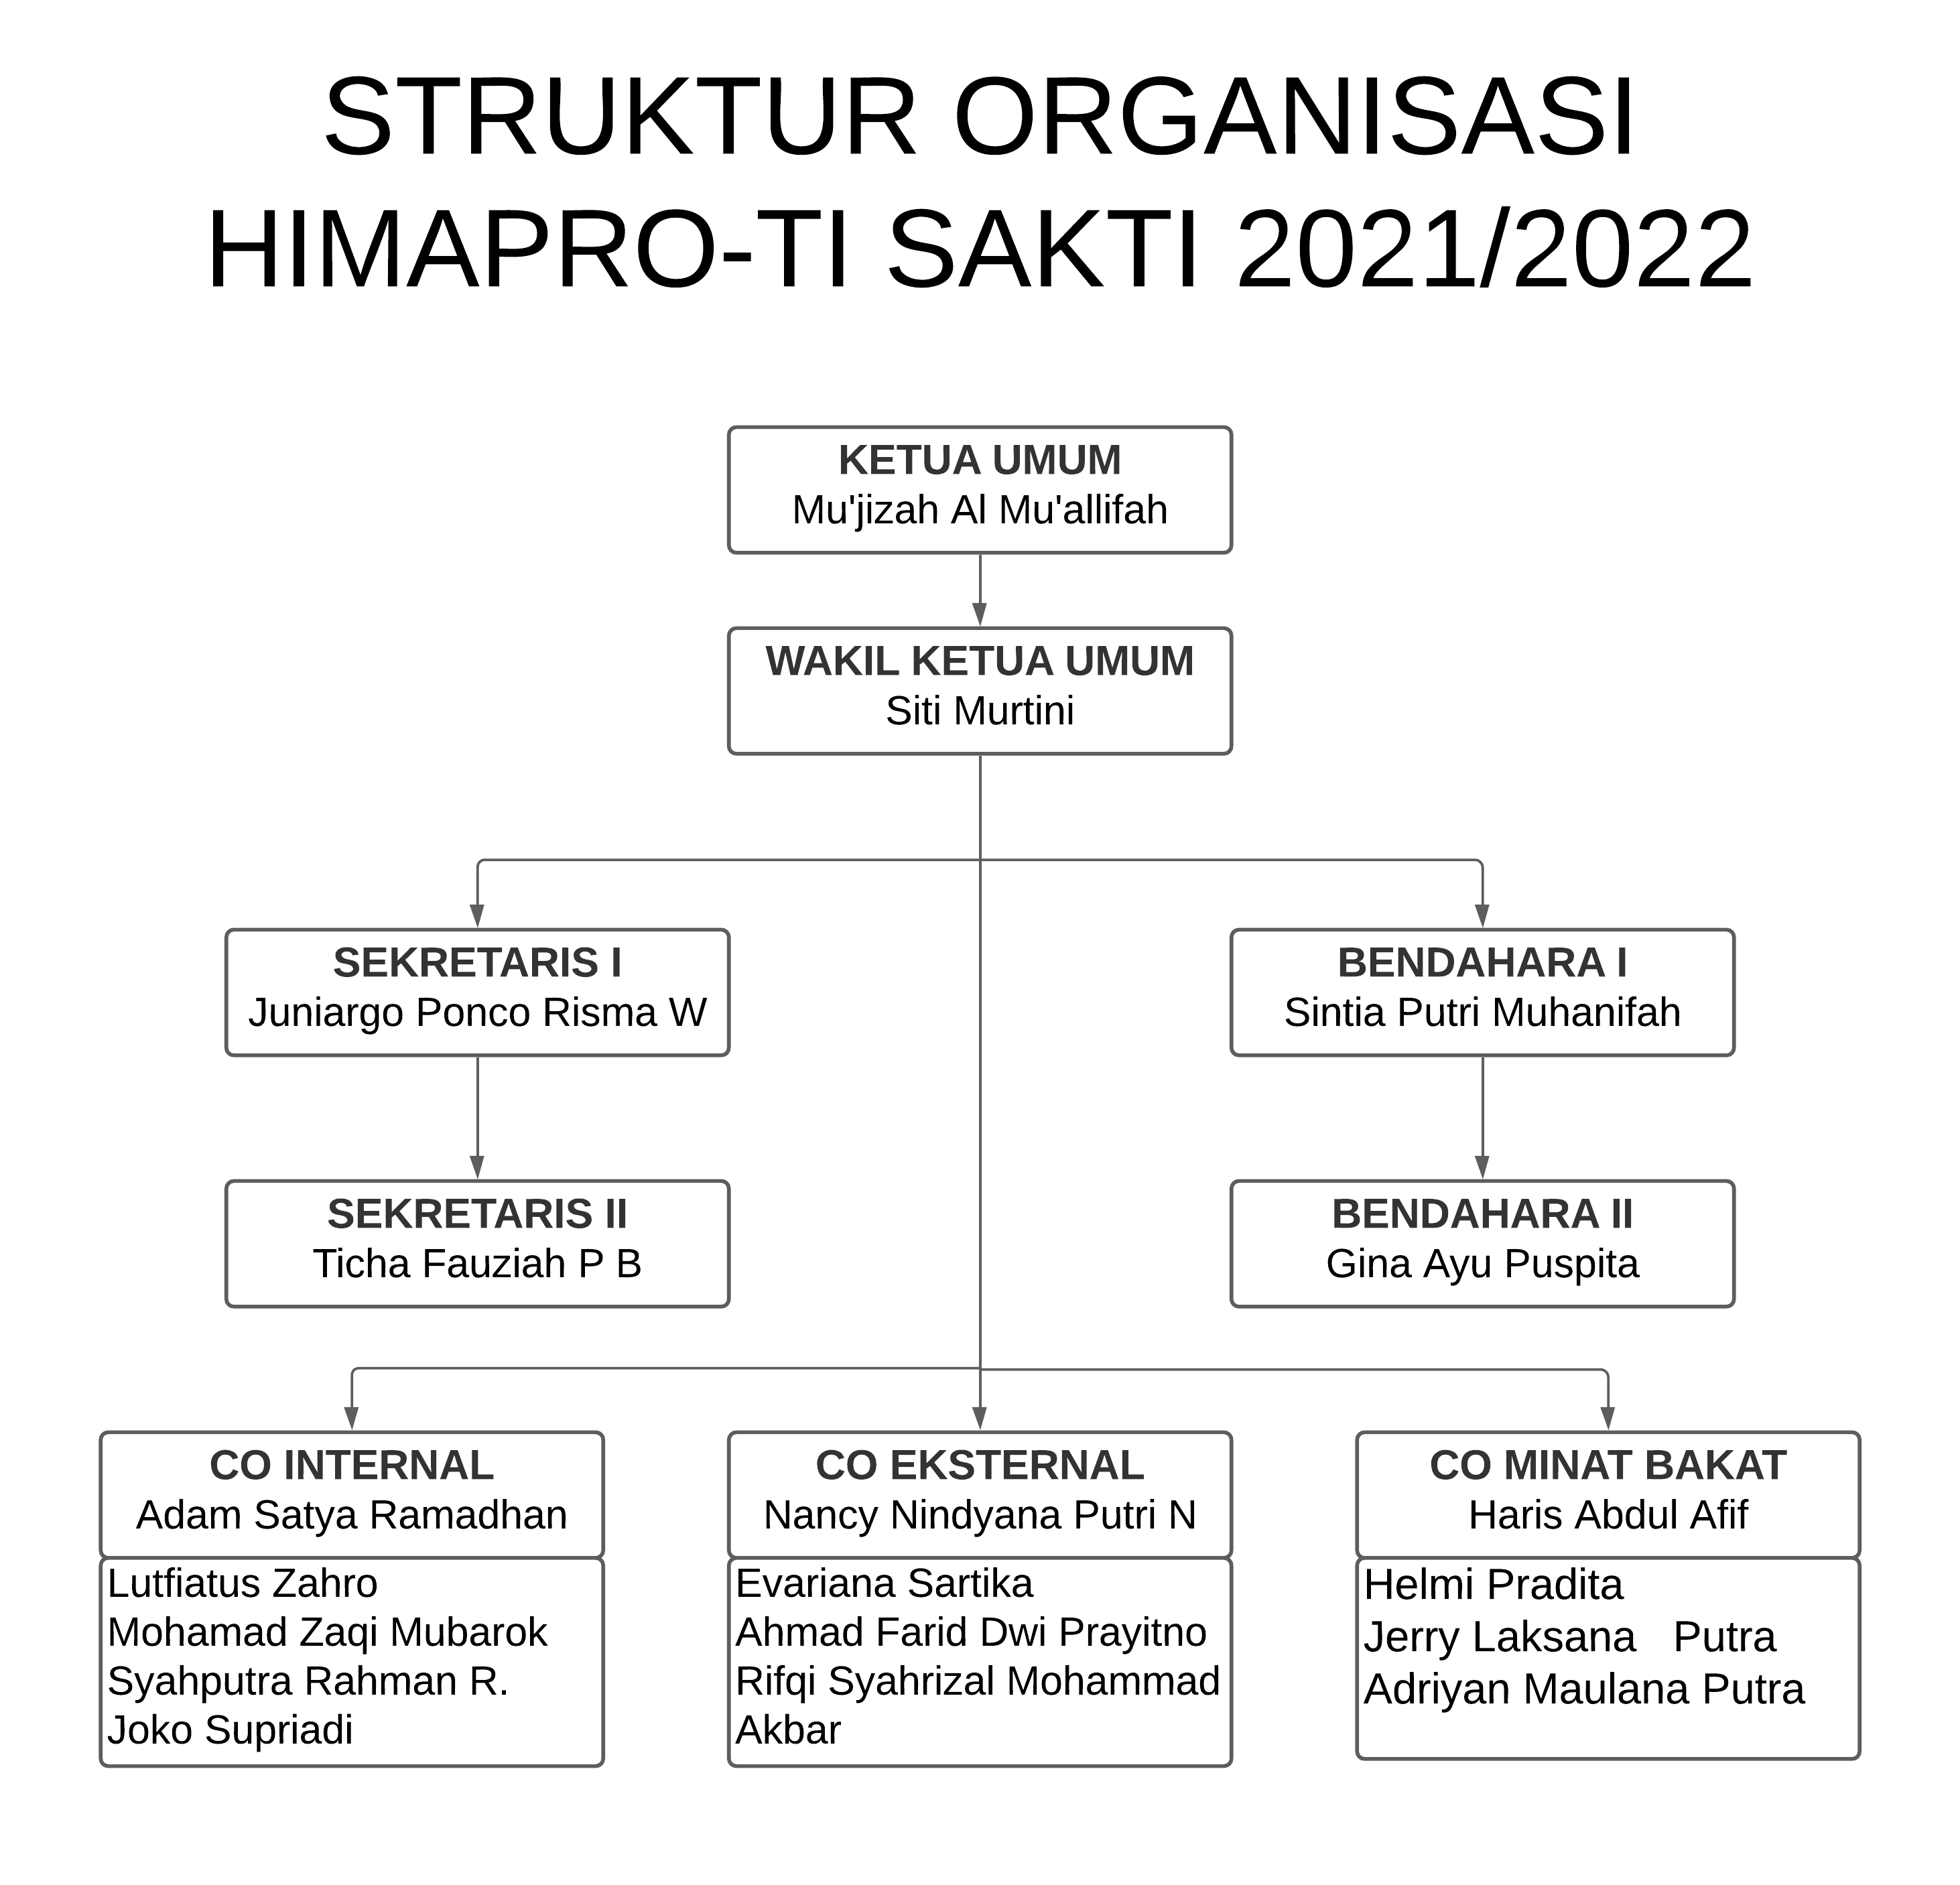 STRUKTUR ORGANISASI
HIMAPRO-TI SAKTI 2021/2022
KETUA UMUM
Mu'jizah Al Mu'allifah
WAKIL KETUA UMUM
Siti Murtini
SEKRETARIS I
Juniargo Ponco Risma W
BENDAHARA I
Sintia Putri Muhanifah
SEKRETARIS II
Ticha Fauziah P B
BENDAHARA II
Gina Ayu Puspita
CO INTERNAL
Adam Satya Ramadhan
Lutfiatus Zahro
Mohamad Zaqi Mubarok
Syahputra Rahman R.
Joko Supriadi
CO EKSTERNAL
Nancy Nindyana Putri N
Evariana Sartika
Ahmad Farid Dwi Prayitno
Rifqi Syahrizal Mohammad
Akbar
CO MINAT BAKAT
Haris Abdul Afif
Helmi Pradita
Jerry Laksana   Putra
Adriyan Maulana Putra